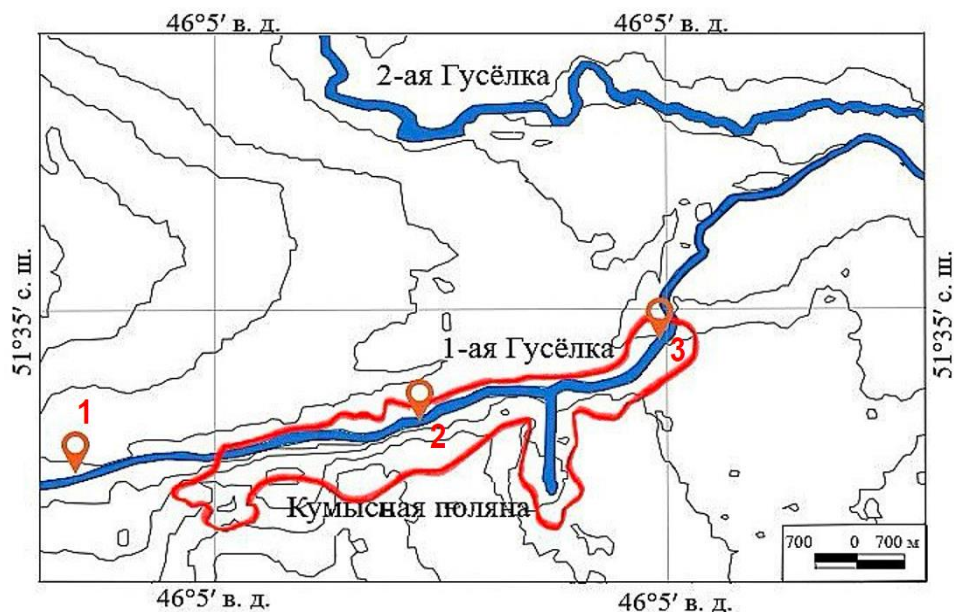 46°5′ в. д.
46°5′ в. д.
2-ая Гусёлка
51°35′ с. ш.
51°35′ с. ш.
1-ая Гусёлка
3
1
2
Кумысная поляна
700 0 700 м
46°5′ в. д.
46°5′ в. д.